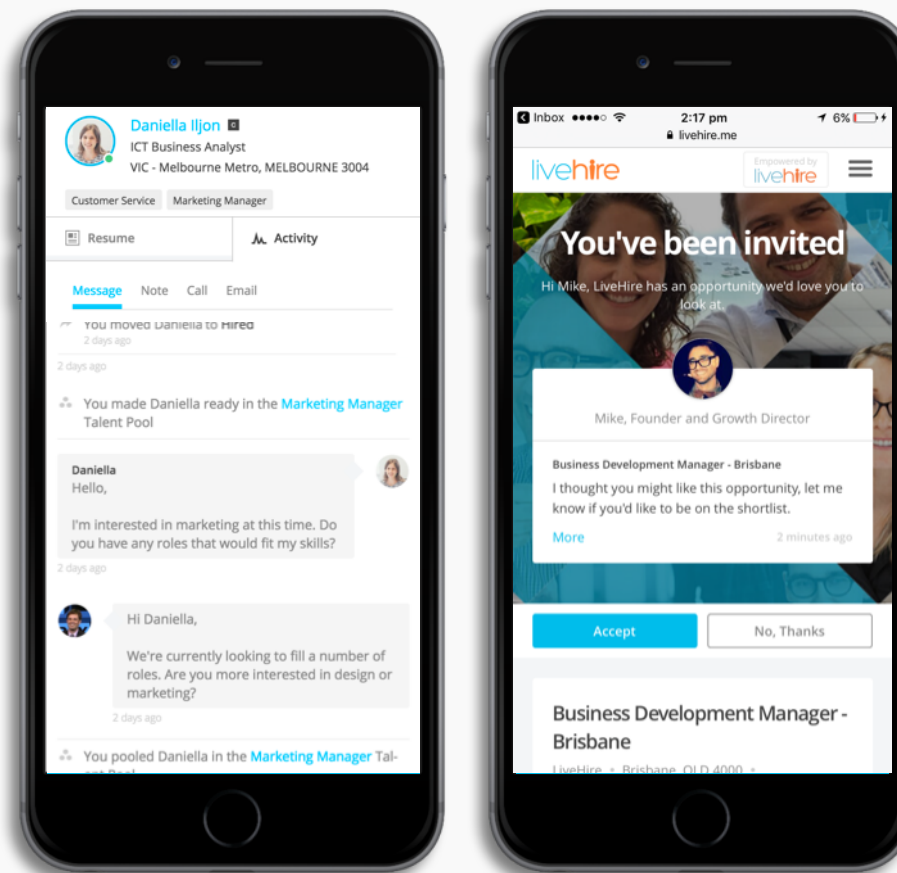 Daniella Iljon C
ICT Business Analyst
VIC - Melbourne Metro, MELBOURNE 3004
Customer Service Marketing Manager
Resume Activity
Message Note Call Email
You moved Daniella to Hired
2 days ago
2 days ago
You made Daniella ready in the Marketing Manager
Talent Pool
Daniella
Hello,
I'm interested in marketing at this time. Do
you have any roles that would fit my skills?
2 days ago
Hi Daniella,
We're currently looking to fill a number of
roles. Are you more interested in design or
marketing?
2 days ago
You pooled Daniella in the Marketing Manager Tal-
ent Pool
Inbox 2:17 pm 6%
livehire.me
livehire Empowered by
livehire
You've been invited
Hi Mike, LiveHire has an opportunity we'd love you to
look at.
Mike, Founder and Growth Director
Business Development Manager - Brisbane
I thought you might like this opportunity, let me
know if you'd like to be on the shortlist.
More 2 minutes ago
Accept No, Thanks
Business Development Manager -
Brisbane
LiveHire • Brisbane, QLD 4000 •